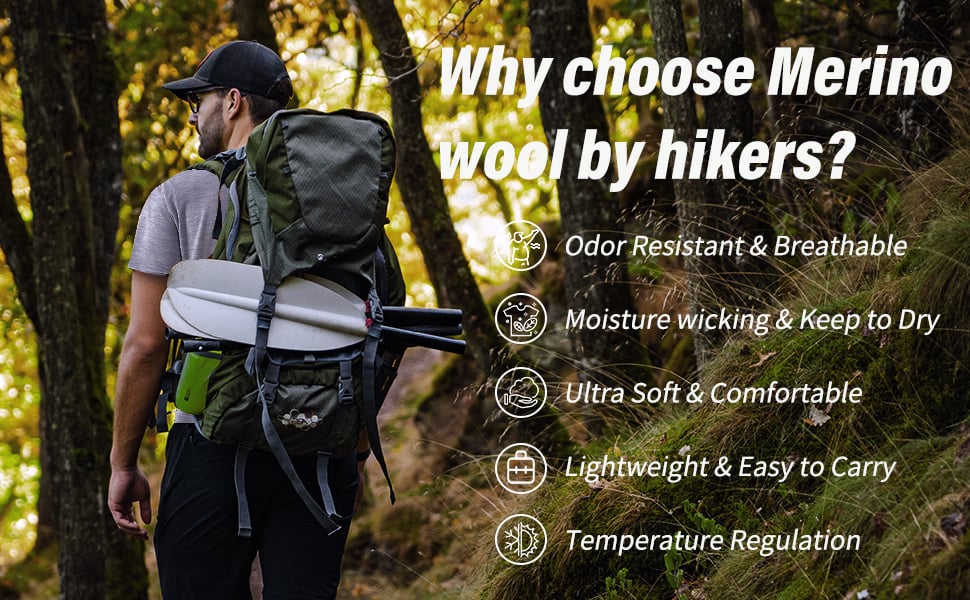 Why choose Merino
wool by hikers?
Odor Resistant & Breathable
Moisture wicking & Keep to Dry
Ultra Soft & Comfortable
Lightweight & Easy to Carry
Temperature Regulation